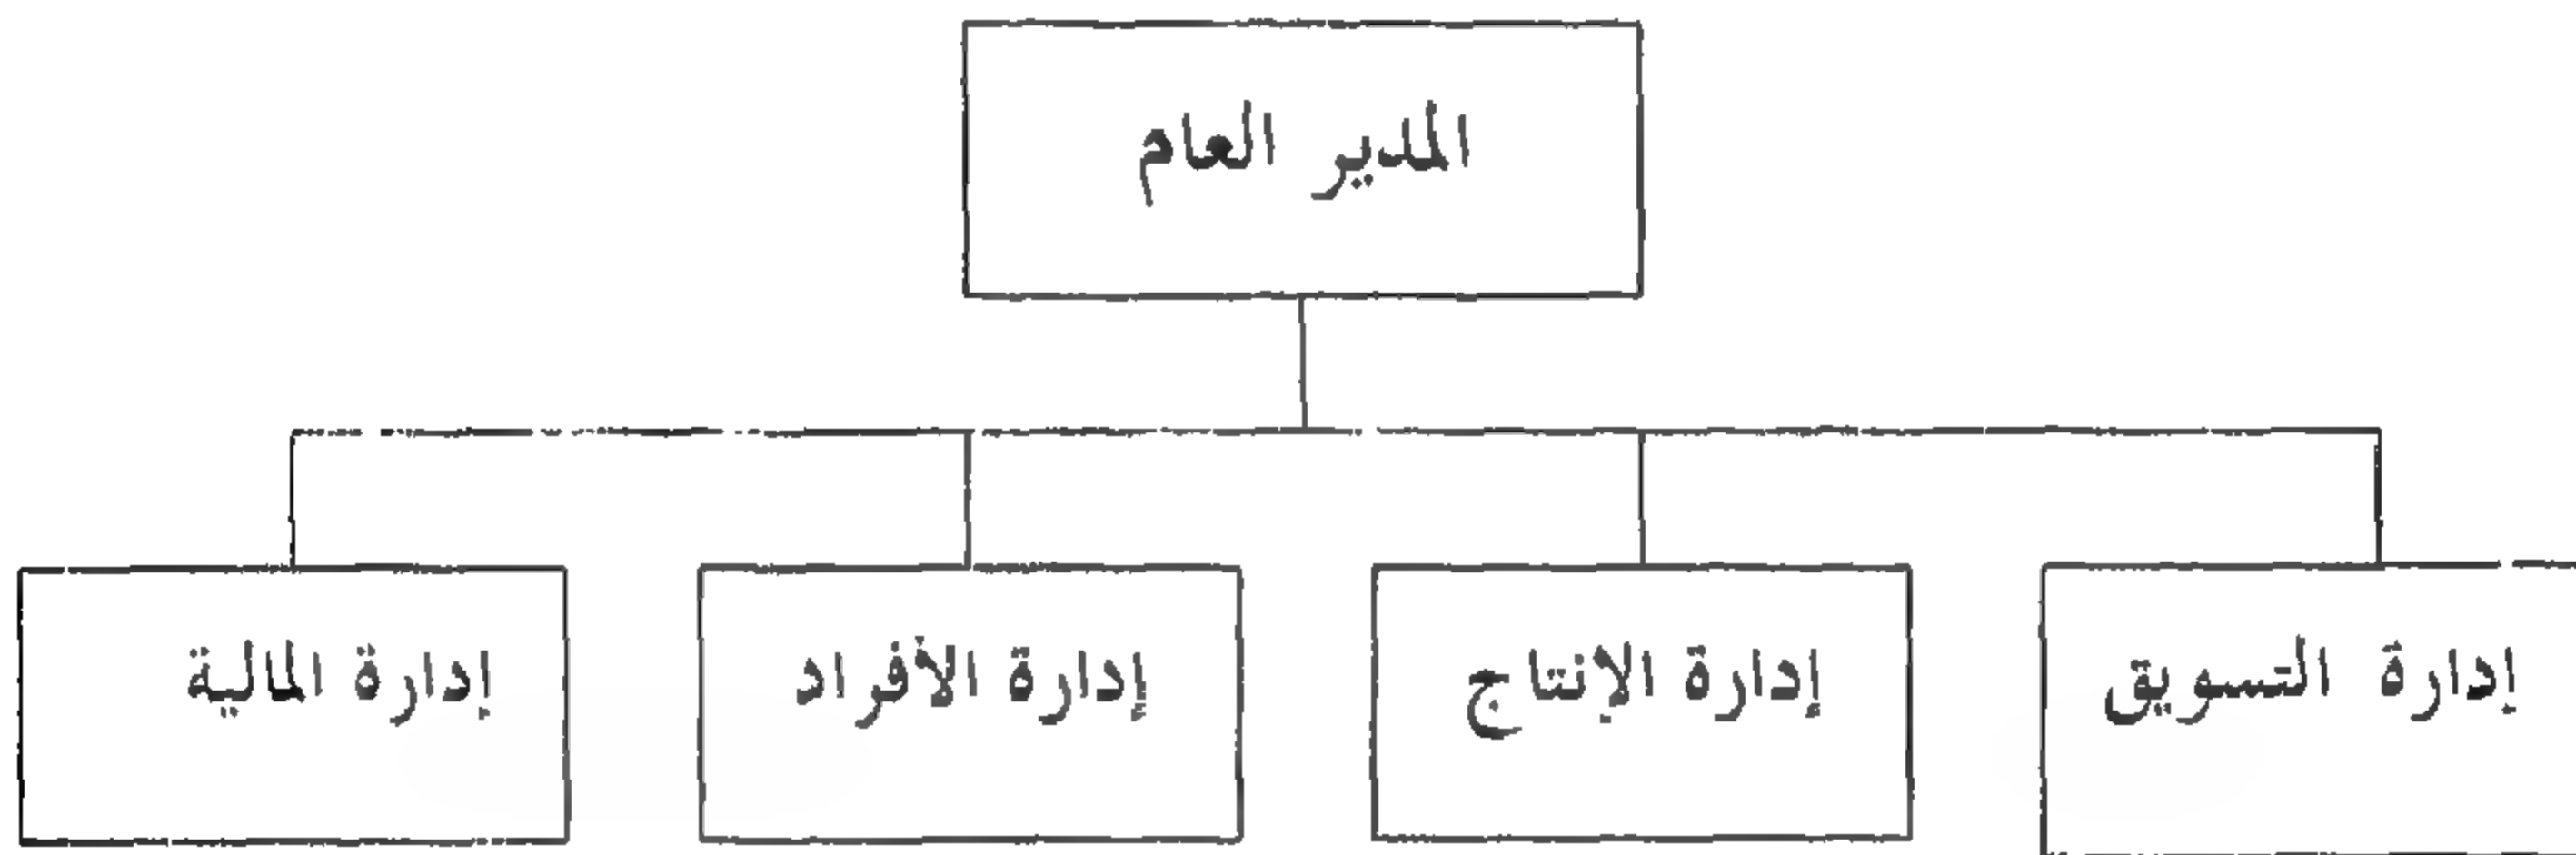 المدير العام
إدارة التسويق
إدارة الإنتاج
إدارة الأفراد
إدارة المالية